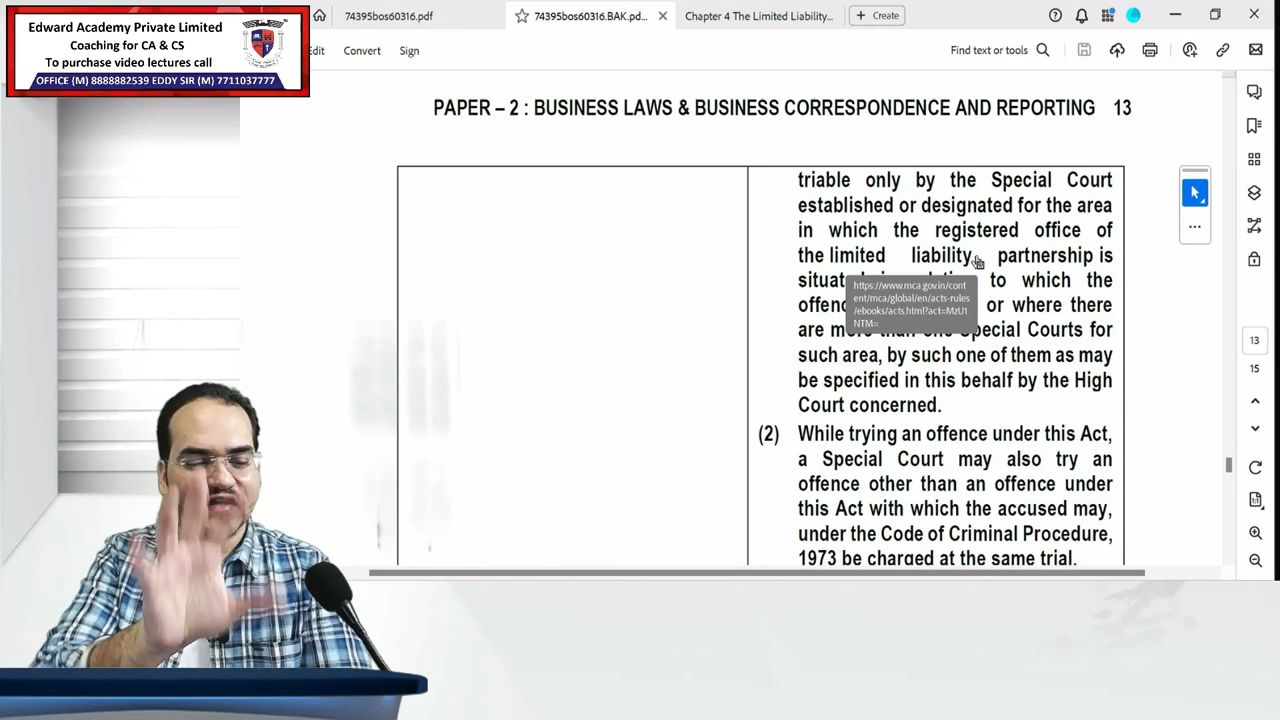 Edward Academy Private Limited
Coaching for CA & CS
To purchase video lectures call
OFFICE (M) 8888882539 EDDY SIR (M) 7711037777
74395bos60316.pdf
74395bos60316.BAK.pd...
Chapter 4 The Limited Liability...
Create
Edit
Convert
Sign
Find text or tools
PAPER – 2 : BUSINESS LAWS & BUSINESS CORRESPONDENCE AND REPORTING 13
triable only by the Special Court
established or designated for the area
in which the registered office of
the limited liability partnership is
to which the
or where there
are more than one Special Courts for
such area, by such one of them as may
be specified in this behalf by the High
Court concerned.
(2) While trying an offence under this Act,
a Special Court may also try an
offence other than an offence under
this Act with which the accused may,
under the Code of Criminal Procedure,
1973 be charged at the same trial.
https://www.mca.gov.in/cont
ent/mca/global/en/acts-rules
/ebooks/acts.html?act=MzU1
NTM=
13
15